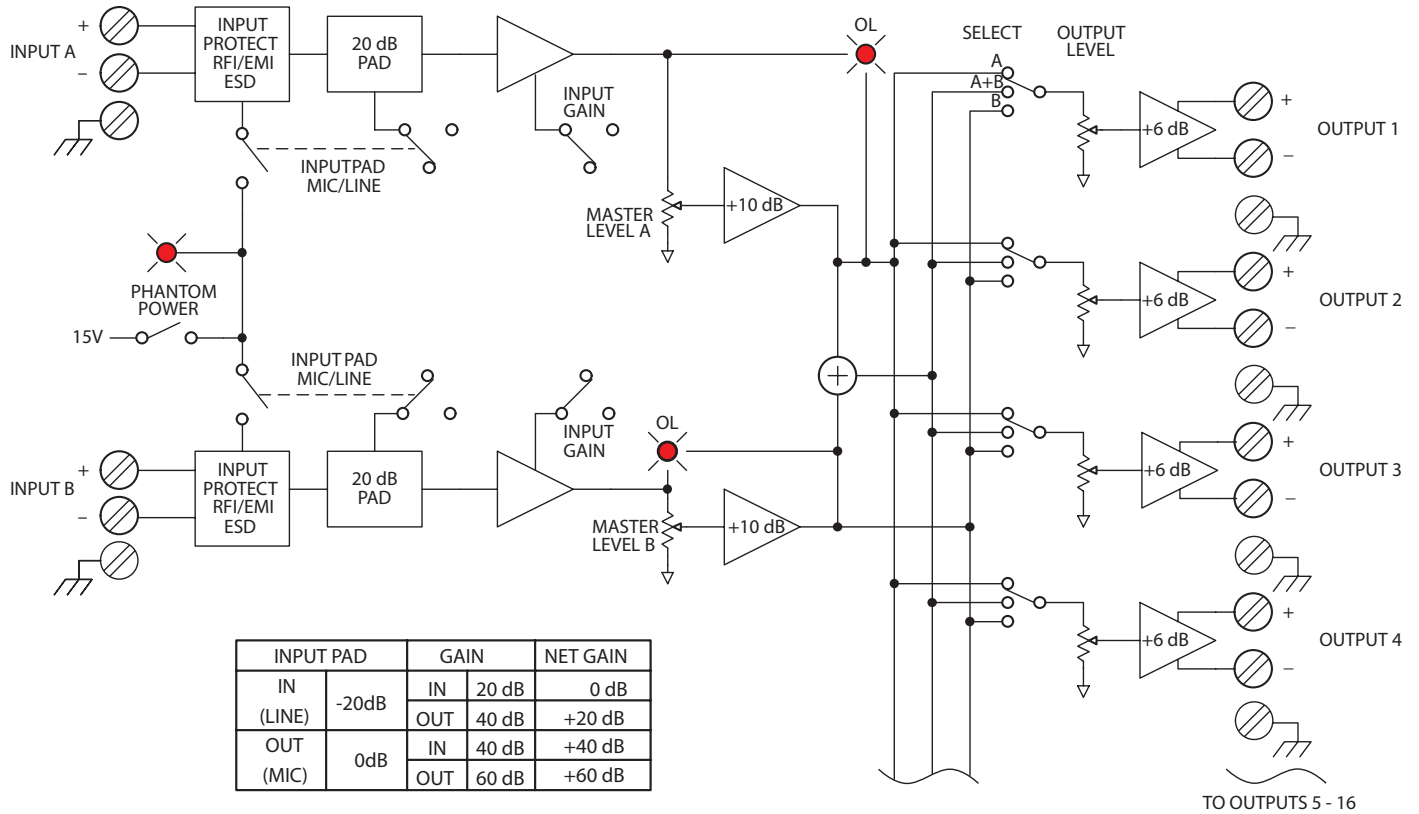 INPUT A
+
−
INPUT
PROTECT
RFI/EMI
ESD
20 dB
PAD
INPUT
GAIN
INPUTPAD
MIC/LINE
OL
SELECT
A
A+B
B
OUTPUT
LEVEL
+6 dB
+
−
OUTPUT 1
MASTER
LEVEL A
+10 dB
PHANTOM
POWER
15V
+6 dB
+
−
OUTPUT 2
INPUT PAD
MIC/LINE
+
INPUT B
+
−
INPUT
PROTECT
RFI/EMI
ESD
20 dB
PAD
INPUT
GAIN
OL
MASTER
LEVEL B
+10 dB
+6 dB
+
−
OUTPUT 3
+6 dB
+
−
OUTPUT 4
INPUT PAD GAIN NET GAIN
IN
(LINE)
-20dB
IN 20 dB 0 dB
OUT 40 dB +20 dB
OUT
(MIC)
0dB
IN 40 dB +40 dB
OUT 60 dB +60 dB
TO OUTPUTS 5 - 16